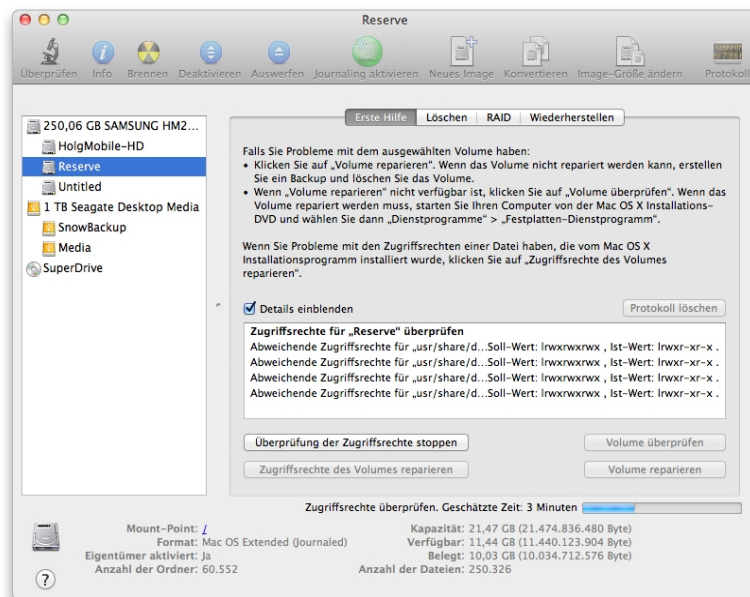 Reserve
Überprüfen Info Brennen Deaktivieren Auswerfen Journaling aktivieren Neues Image Konvertieren Image-Größe ändern Protokoll
250,06 GB SAMSUNG HM2...
HolgMobile-HD
Reserve
Untitled
1 TB Seagate Desktop Media
SnowBackup
Media
SuperDrive
Erste Hilfe Löschen RAID Wiederherstellen
Falls Sie Probleme mit dem ausgewählten Volume haben:
• Klicken Sie auf „Volume reparieren“. Wenn das Volume nicht repariert werden kann, erstellen
Sie ein Backup und löschen Sie das Volume.
• Wenn „Volume reparieren“ nicht verfügbar ist, klicken Sie auf „Volume überprüfen“. Wenn das
Volume repariert werden muss, starten Sie Ihren Computer von der Mac OS X Installations-
DVD und wählen Sie dann „Dienstprogramme“ > „Festplatten-Dienstprogramm“.
Wenn Sie Probleme mit den Zugriffsrechten einer Datei haben, die vom Mac OS X
Installationsprogramm installiert wurde, klicken Sie auf „Zugriffsrechte des Volumes
reparieren“.
Details einblenden
Protokoll löschen
Zugriffsrechte für „Reserve“ überprüfen
Abweichende Zugriffsrechte für „usr/share/d...Soll-Wert: lrwxrwxrwx , Ist-Wert: lrwxr-xr-x .
Abweichende Zugriffsrechte für „usr/share/d...Soll-Wert: lrwxrwxrwx , Ist-Wert: lrwxr-xr-x .
Abweichende Zugriffsrechte für „usr/share/d...Soll-Wert: lrwxrwxrwx , Ist-Wert: lrwxr-xr-x .
Abweichende Zugriffsrechte für „usr/share/d...Soll-Wert: lrwxrwxrwx , Ist-Wert: lrwxr-xr-x .
Überprüfung der Zugriffsrechte stoppen
Volume überprüfen
Zugriffsrechte des Volumes reparieren
Volume reparieren
Zugriffsrechte überprüfen. Geschätzte Zeit: 3 Minuten
Mount-Point: /
Format: Mac OS Extended (Journaled)
Eigentümer aktiviert: Ja
Anzahl der Ordner: 60.552
Kapazität: 21,47 GB (21.474.836.480 Byte)
Verfügbar: 11,44 GB (11.440.123.904 Byte)
Belegt: 10,03 GB (10.034.712.576 Byte)
Anzahl der Dateien: 250.326
?